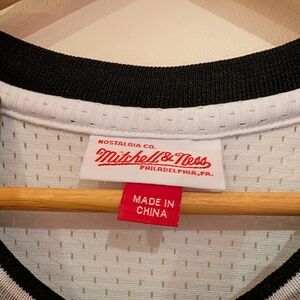 NOSTALGIA CO.
Mitchell & Ness
PHILADELPHIA, PA.
MADE IN
CHINA